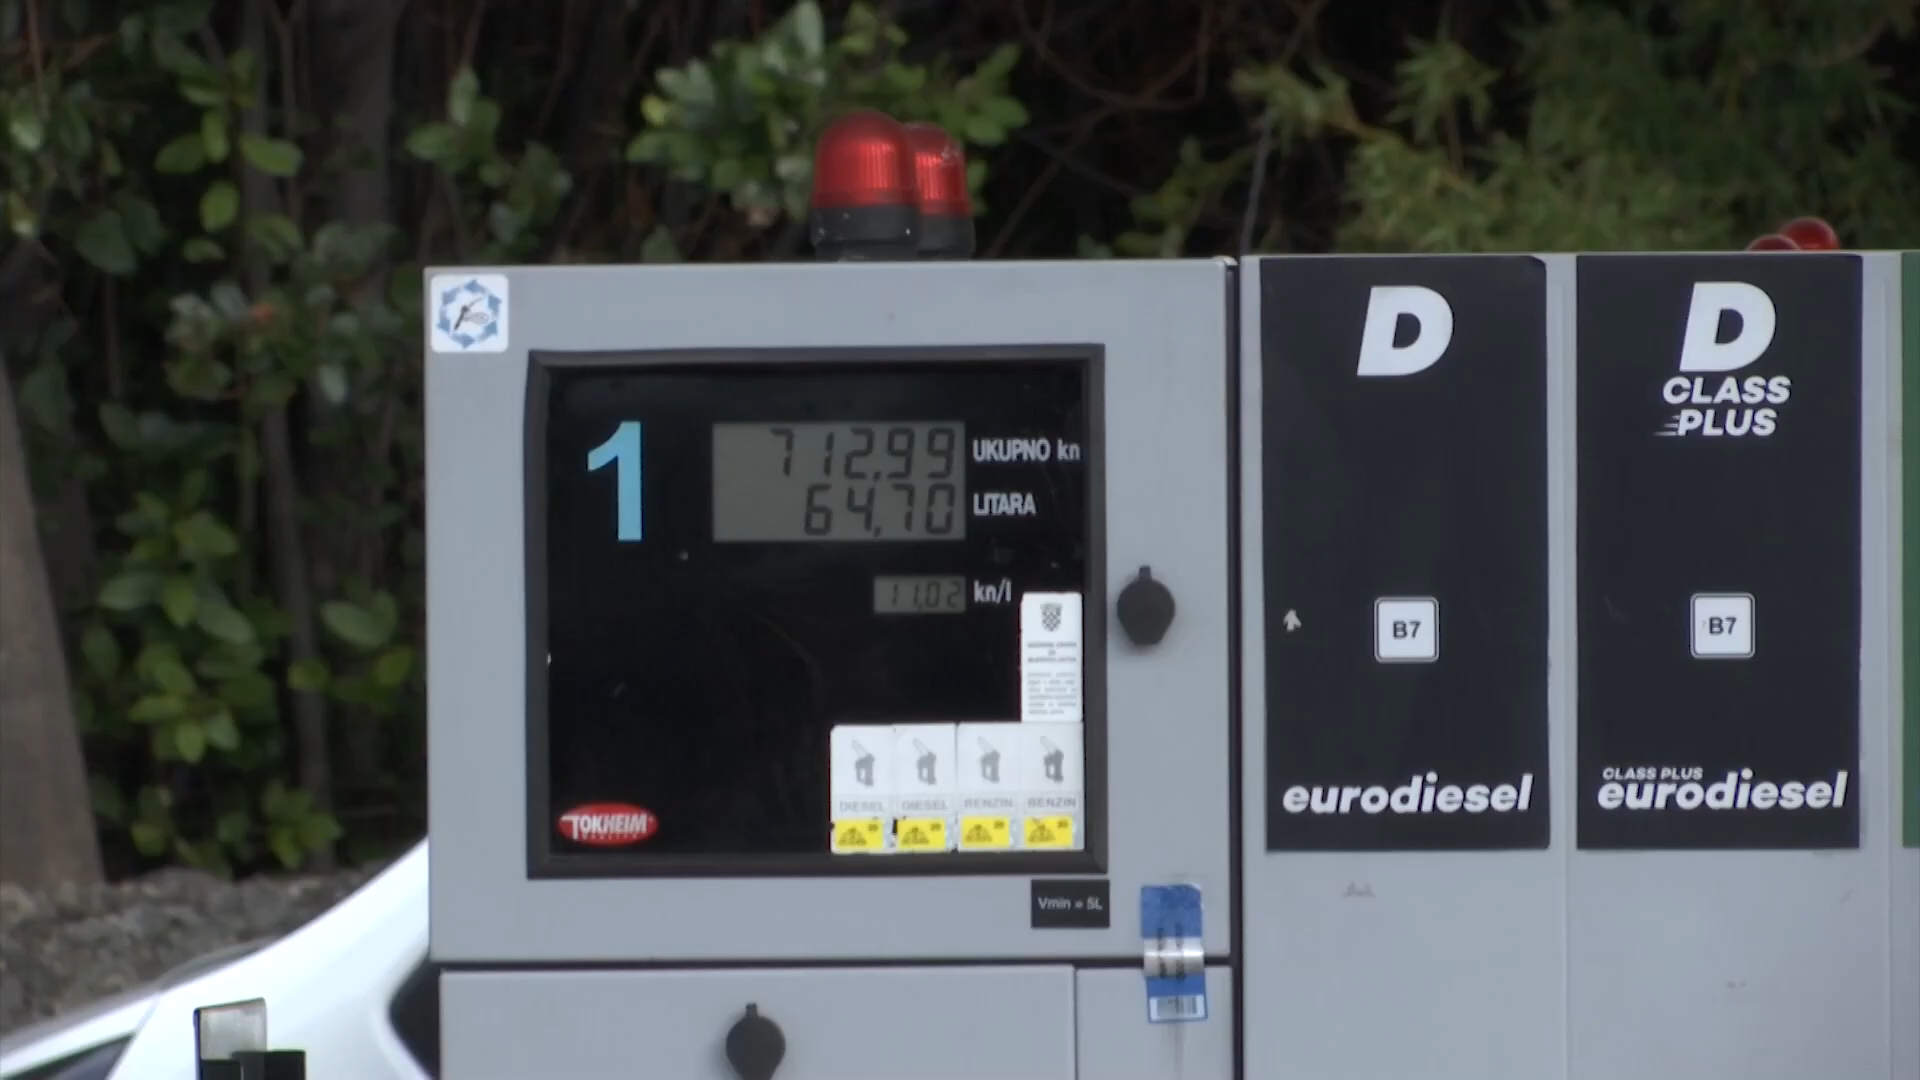 1
712,99 UKUPNO kn
64,70 LITARA
11,02 kn/l
DIESEL DIESEL BENZIN BENZIN
TOKHEIM
Vmin = 5L
D
B7
eurodiesel
D
CLASS
PLUS
B7
CLASS PLUS
eurodiesel